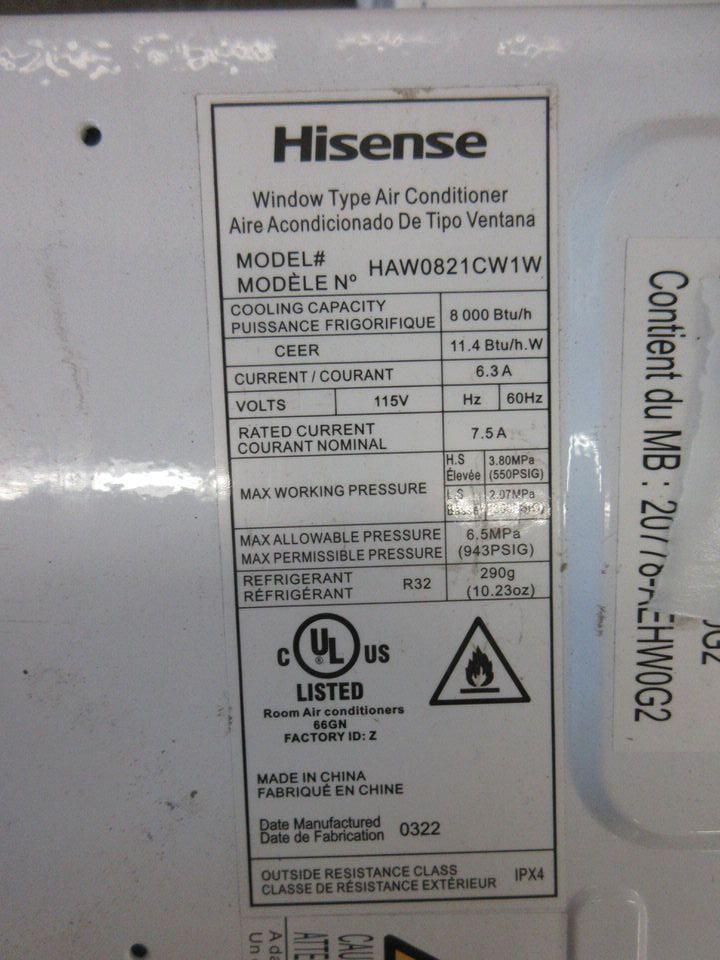 Hisense
Window Type Air Conditioner
Aire Acondicionado De Tipo Ventana
MODEL#
MODÈLE Nº HAW0821CW1W
COOLING CAPACITY
PUISSANCE FRIGORIFIQUE 8 000 Btu/h
CEER 11.4 Btu/h.W
CURRENT / COURANT 6.3 A
VOLTS 115V Hz 60Hz
RATED CURRENT
COURANT NOMINAL 7.5 A
MAX WORKING PRESSURE
H.S Élevée 3.80MPa (550PSIG)
L.S 2.07MPa
MAX ALLOWABLE PRESSURE
MAX PERMISSIBLE PRESSURE
6.5MPa
(943PSIG)
REFRIGERANT
RÉFRIGÉRANT R32
290g
(10.23oz)
C UL ® US
LISTED
Room Air conditioners
66GN
FACTORY ID: Z
MADE IN CHINA
FABRIQUÉ EN CHINE
Date Manufactured
Date de Fabrication 0322
OUTSIDE RESISTANCE CLASS
CLASSE DE RÉSISTANCE EXTÉRIEUR IPX4
Contient du MB :
0G2